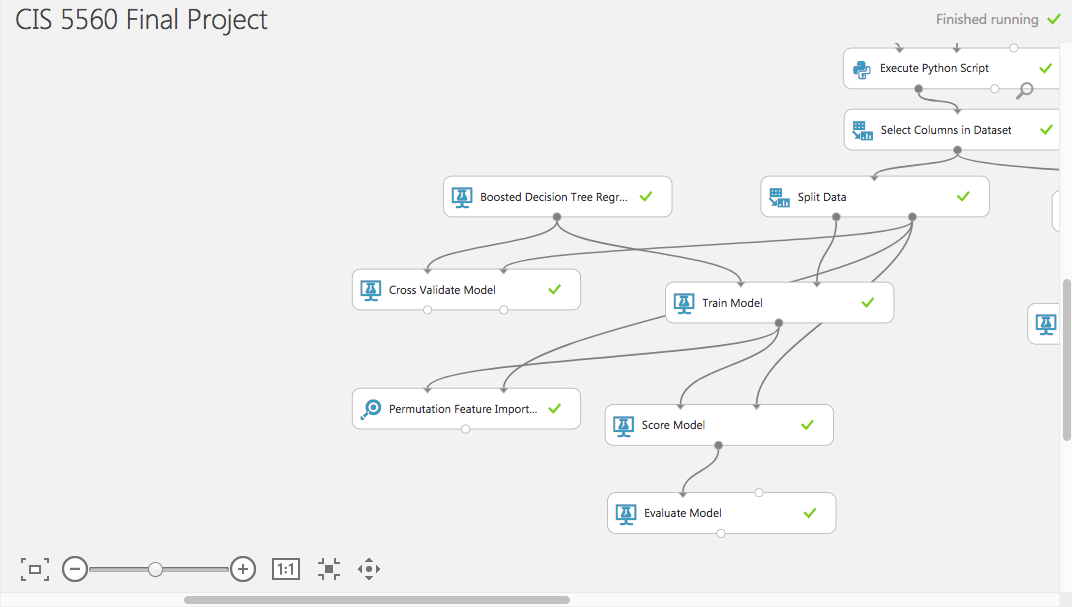 CIS 5560 Final Project
Finished running
Execute Python Script
Select Columns in Dataset
Boosted Decision Tree Regr...
Split Data
Cross Validate Model
Train Model
Permutation Feature Import...
Score Model
Evaluate Model
1:1